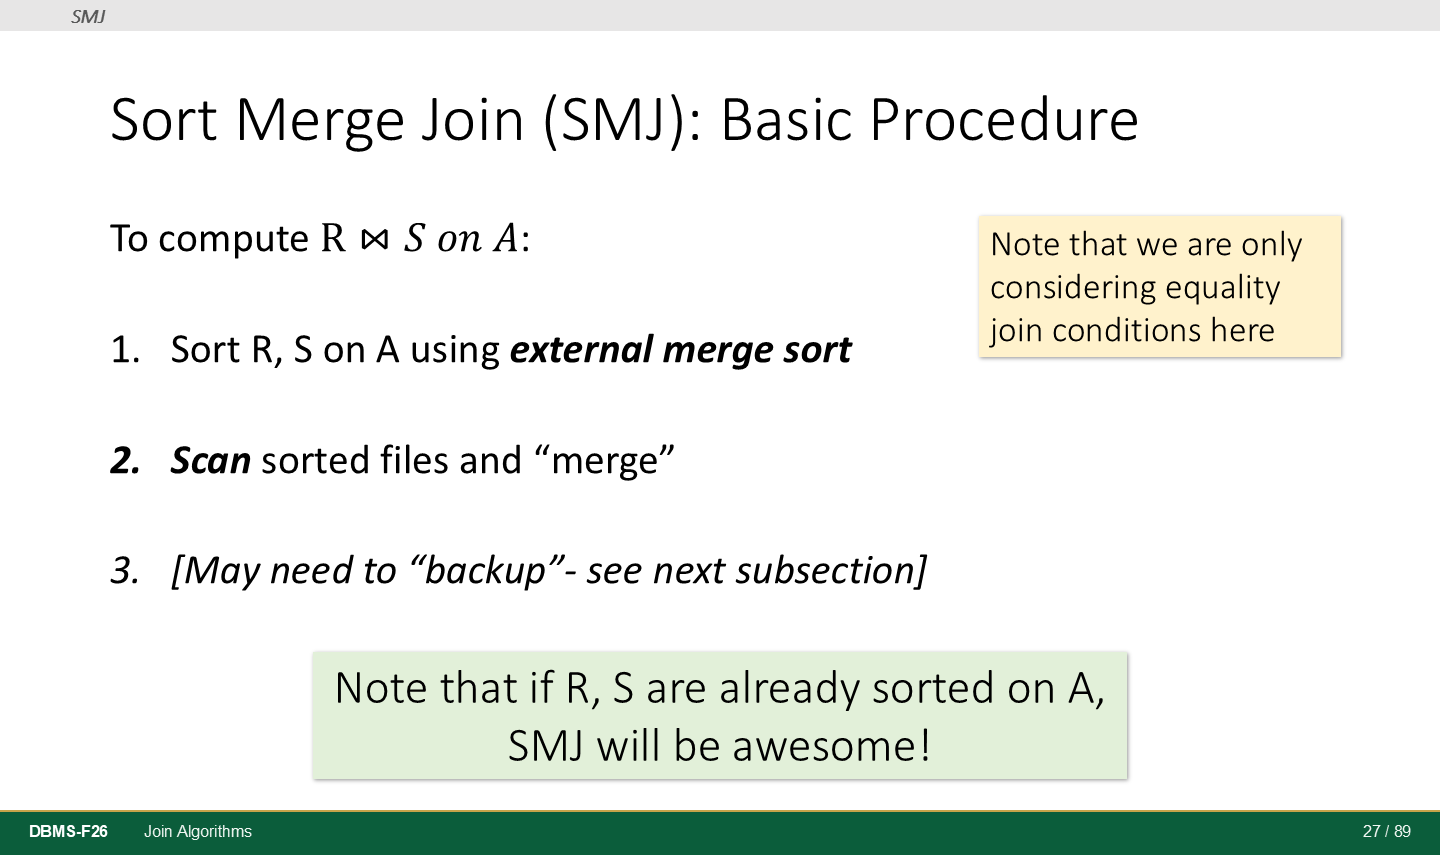 SMJ
Sort Merge Join (SMJ): Basic Procedure
To compute R ⋈ S on A:
Note that we are only
considering equality
join conditions here
1. Sort R, S on A using external merge sort
2. Scan sorted files and “merge”
3. [May need to “backup”- see next subsection]
Note that if R, S are already sorted on A,
SMJ will be awesome!
DBMS-F26 Join Algorithms 27 / 89